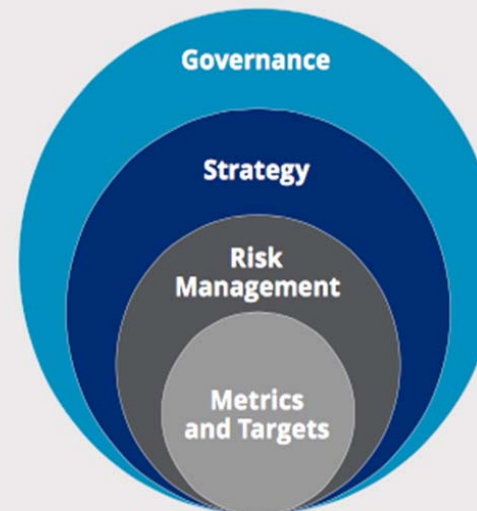 Governance
Strategy
Risk
Management
Metrics
and Targets